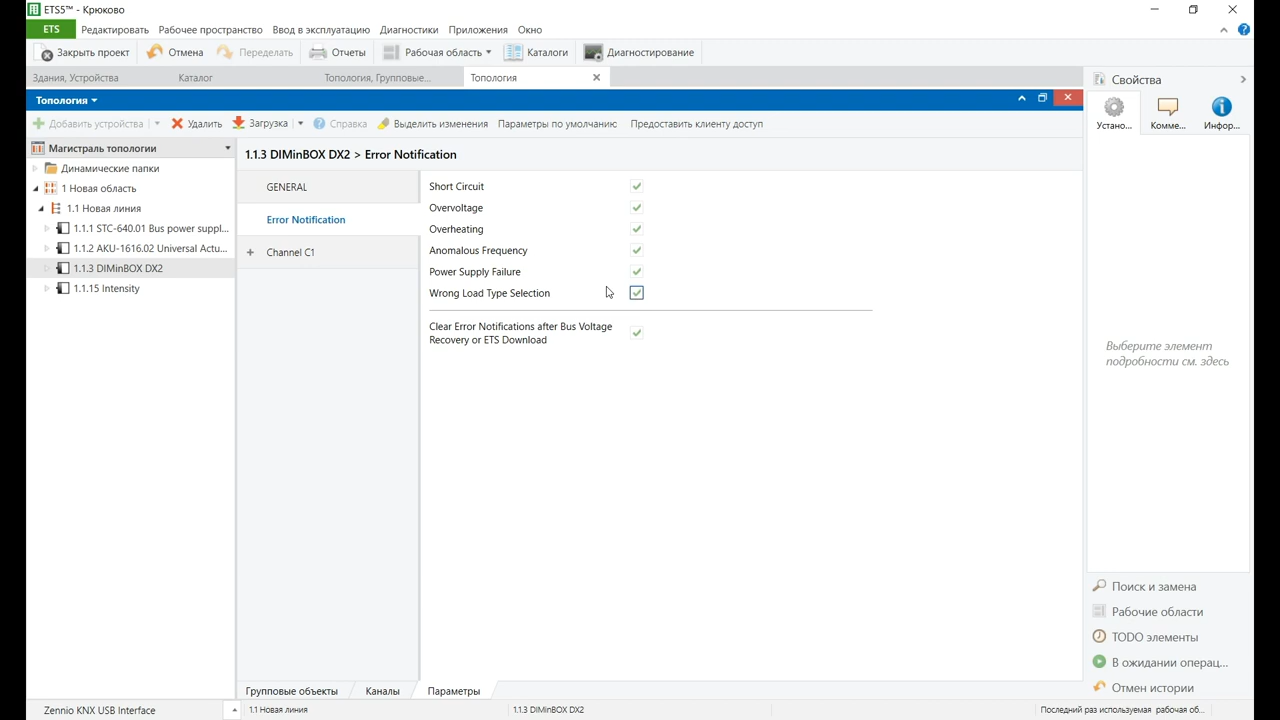 ETS5™ - Крюково
ETS Редактировать Рабочее пространство Ввод в эксплуатацию Диагностики Приложения Окно
Закрыть проект Отмена Переделать Отчеты Рабочая область Каталоги Диагностирование
Здания, Устройства Каталог Топология, Групповые... Топология
Топология
Добавить устройства Удалить Загрузка Справка Выделить изменения Параметры по умолчанию Предоставить клиенту доступ
Магистраль топологии
Динамические папки
1 Новая область
1.1 Новая линия
1.1.1 STC-640.01 Bus power suppl...
1.1.2 AKU-1616.02 Universal Actu...
1.1.3 DIMinBOX DX2
1.1.15 Intensity
1.1.3 DIMinBOX DX2 > Error Notification
GENERAL
Error Notification
Channel C1
Short Circuit
Overvoltage
Overheating
Anomalous Frequency
Power Supply Failure
Wrong Load Type Selection
Clear Error Notifications after Bus Voltage
Recovery or ETS Download
Групповые объекты Каналы Параметры
Свойства
Устано... Комме... Инфор...
Выберите элемент
подробности см. здесь
Поиск и замена
Рабочие области
TODO элементы
В ожидании операц...
Отмен истории
Zennio KNX USB Interface 1.1 Новая линия 1.1.3 DIMinBOX DX2 Последний раз используемая рабочая об...